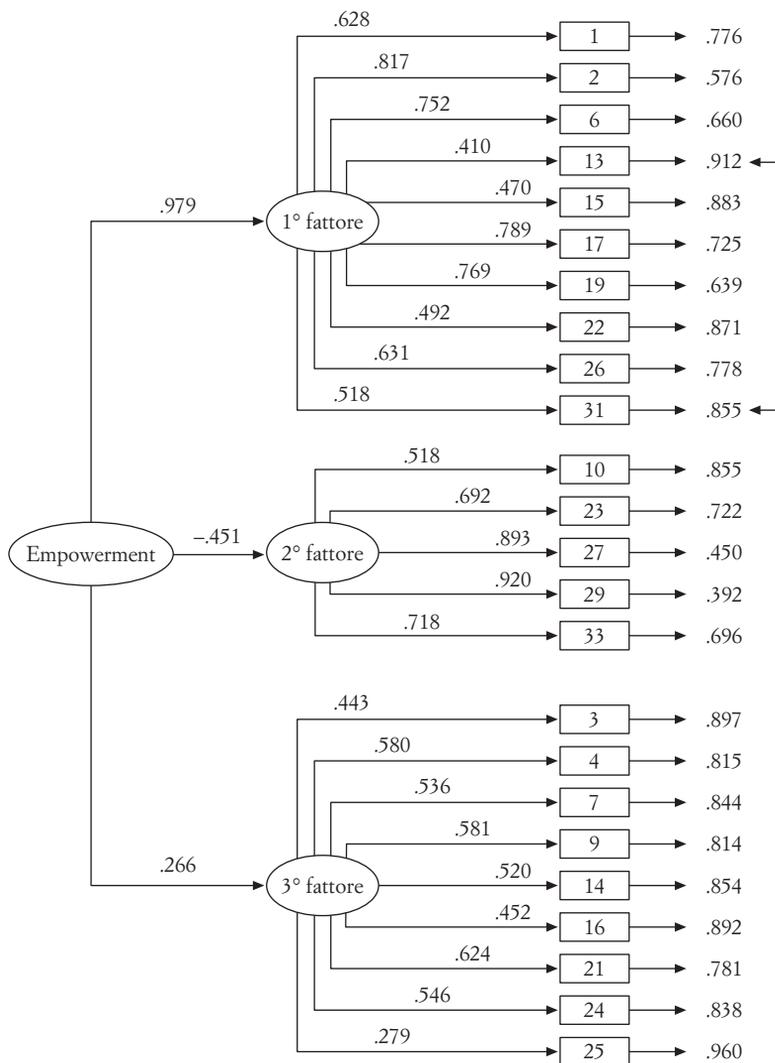 .628 1 .776
.817 2 .576
.752 6 .660
.410 13 .912
.470 15 .883
.979 1° fattore
.789 17 .725
.769 19 .639
.492 22 .871
.631 26 .778
.518 31 .855
.518 10 .855
.692 23 .722
Empowerment –.451 2° fattore .893 27 .450
.920 29 .392
.718 33 .696
.443 3 .897
.580 4 .815
.536 7 .844
.581 9 .814
.266 3° fattore .520 14 .854
.452 16 .892
.624 21 .781
.546 24 .838
.279 25 .960